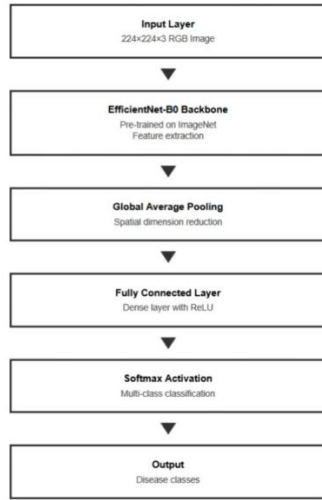 Input Layer
224×224×3 RGB Image
EfficientNet-B0 Backbone
Pre-trained on ImageNet
Feature extraction
Global Average Pooling
Spatial dimension reduction
Fully Connected Layer
Dense layer with ReLU
Softmax Activation
Multi-class classification
Output
Disease classes